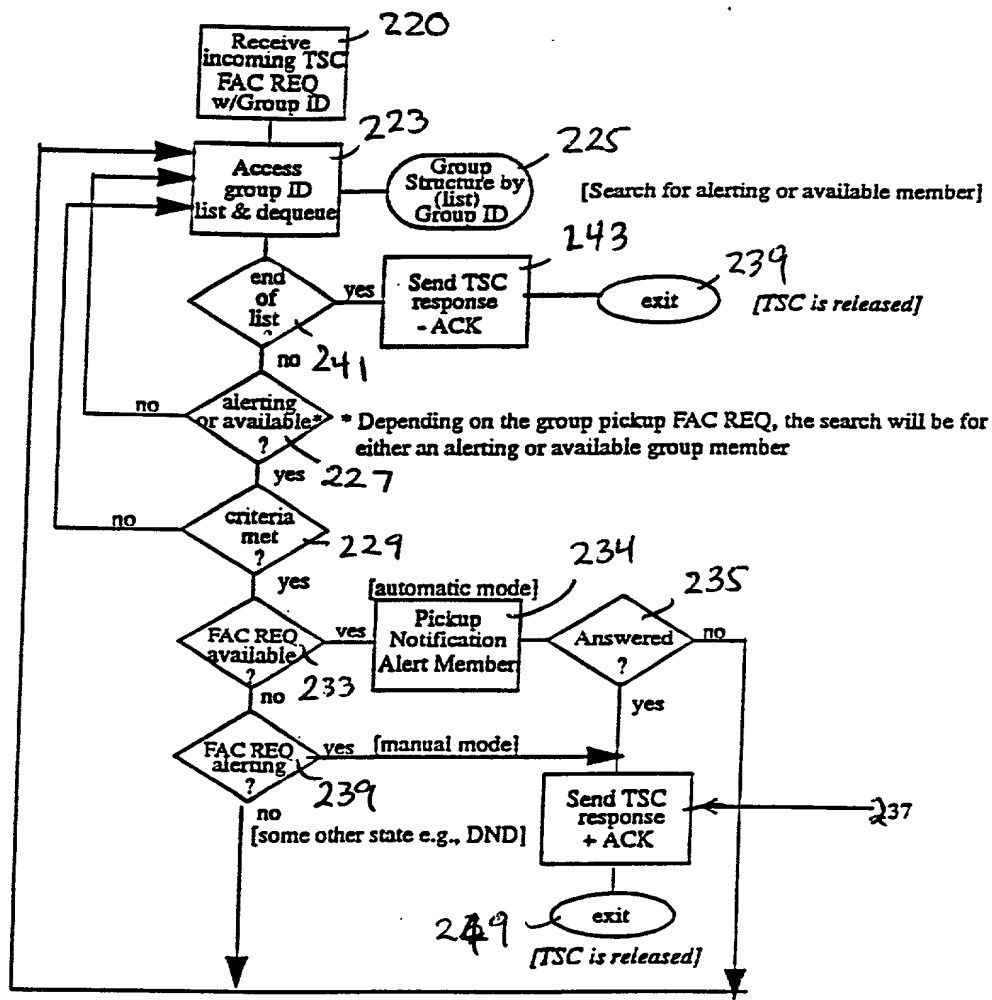 220
Receive
incoming TSC
FAC REQ
w/Group ID
223
Access
group ID
list & dequeue
225
Group
Structure by
(list)
Group ID
[Search for alerting or available member]
243
end
of
list
?
yes
Send TSC
response
- ACK
239
exit
[TSC is released]
no
241
no
alerting
or available*
?
* Depending on the group pickup FAC REQ, the search will be for
either an alerting or available group member
yes
227
no
criteria
met
?
229
yes
[automatic mode]
234
235
FAC REQ
available
?
yes
Pickup
Notification
Alert Member
Answered
?
no
233
no
yes
FAC REQ
alerting
?
yes
[manual mode]
239
no
[some other state e.g., DND]
Send TSC
response
+ ACK
237
exit
[TSC is released]